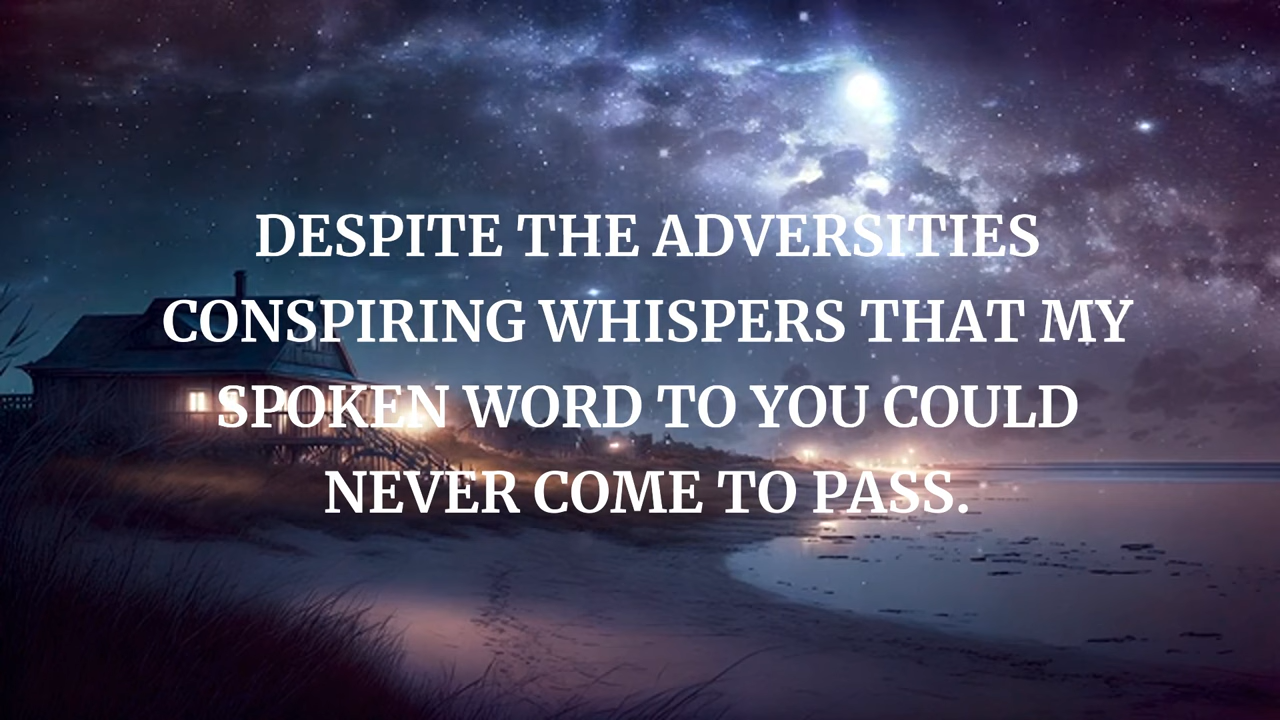 DESPITE THE ADVERSITIES
CONSPIRING WHISPERS THAT MY
SPOKEN WORD TO YOU COULD
NEVER COME TO PASS.